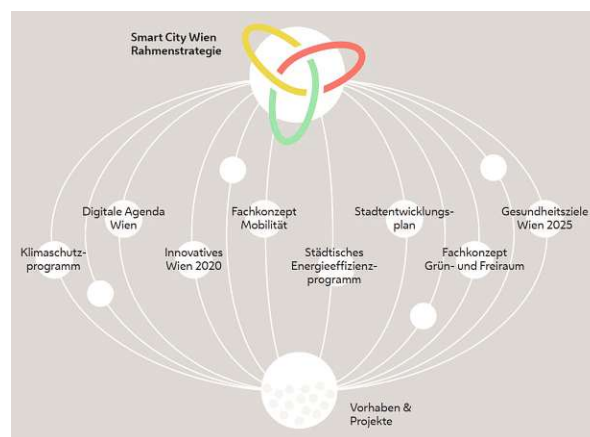 Smart City Wien
Rahmenstrategie
Digitale Agenda
Wien
Fachkonzept
Mobilität
Stadtentwicklungs-
plan
Gesundheitsziele
Wien 2025
Klimaschutz-
programm
Innovatives
Wien 2020
Städtisches
Energieeffizienz-
programm
Fachkonzept
Grün- und Freiraum
Vorhaben &
Projekte